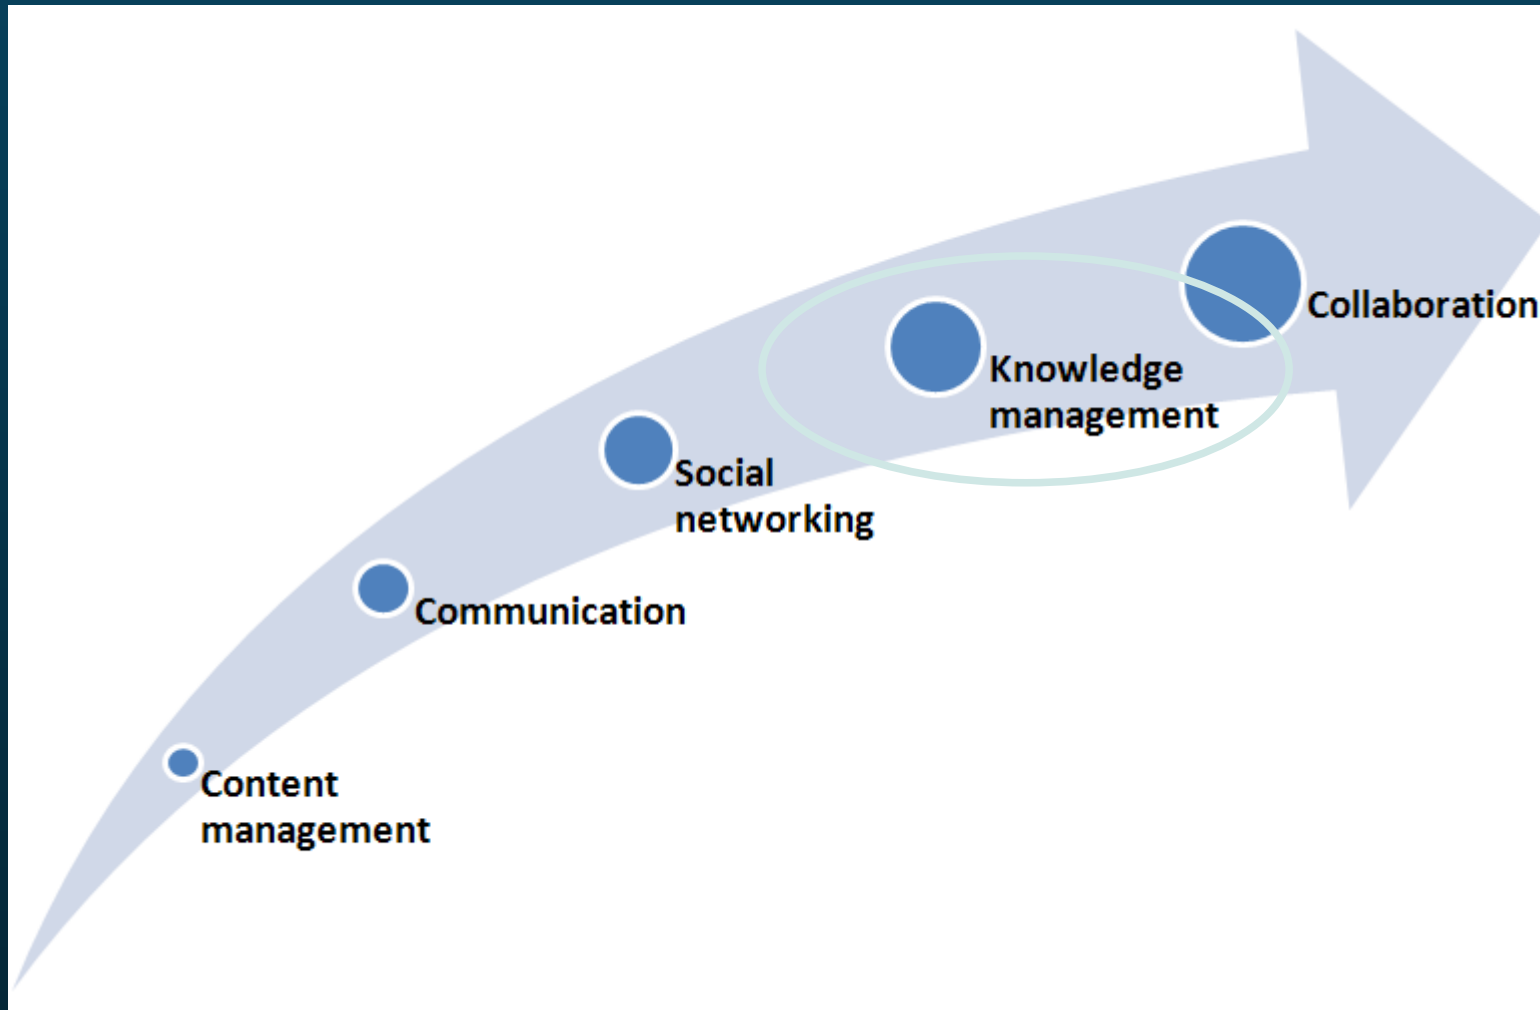 Collaboration
Knowledge
management
Social
networking
Communication
Content
management